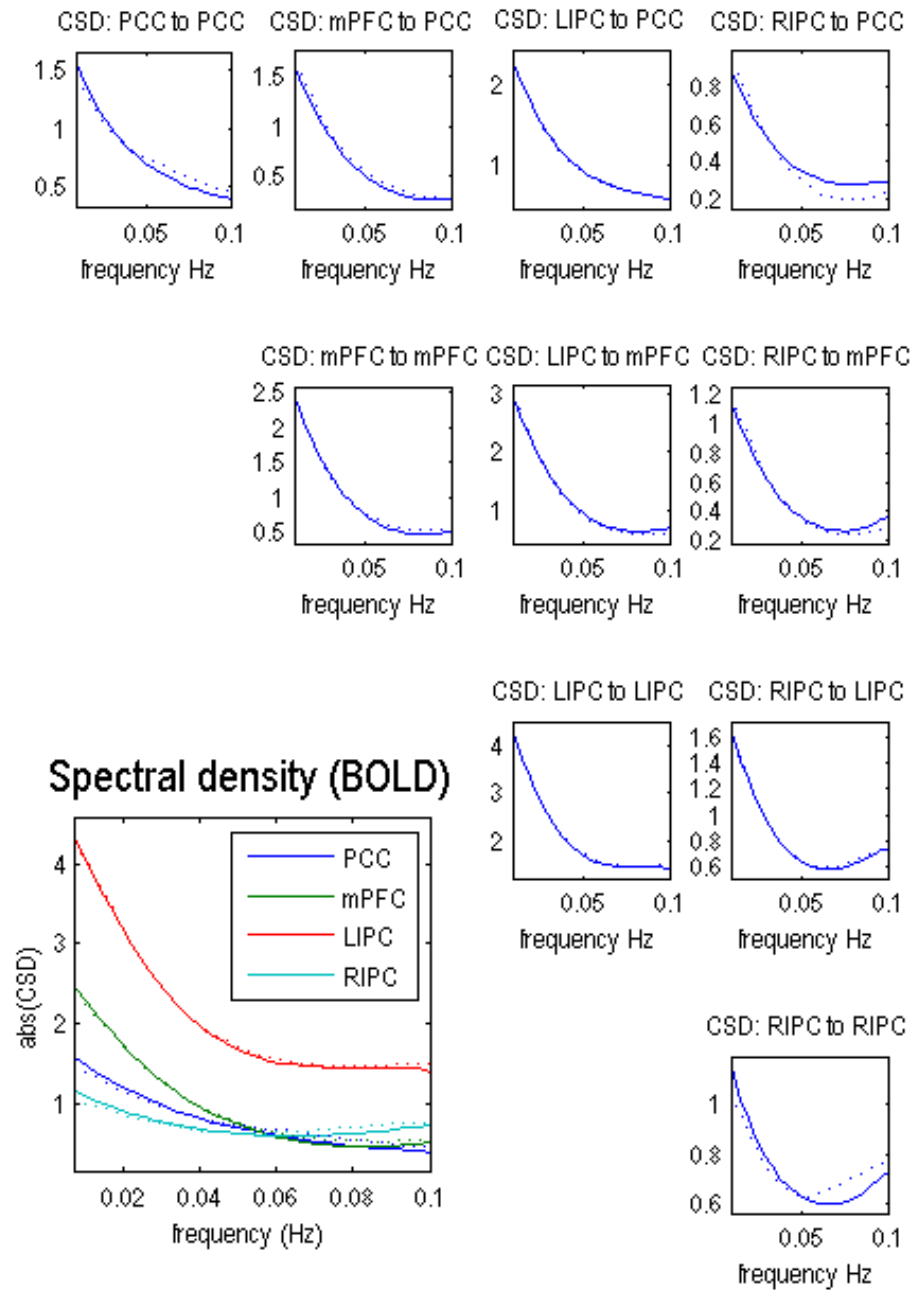 CSD: PCC to PCC
CSD: mPFC to PCC
CSD: LIPC to PCC
CSD: RIPC to PCC
1.5
1
0.5
0.05
0.1
frequency Hz
1.5
1
0.5
0.05
0.1
frequency Hz
2
1
0.05
0.1
frequency Hz
0.8
0.6
0.4
0.2
0.05
0.1
frequency Hz
CSD: mPFC to mPFC
CSD: LIPC to mPFC
CSD: RIPC to mPFC
2.5
2
1.5
1
0.5
0.05
0.1
frequency Hz
3
2
1
0.05
0.1
frequency Hz
1.2
1
0.8
0.6
0.4
0.2
0.05
0.1
frequency Hz
CSD: LIPC to LIPC
CSD: RIPC to LIPC
4
3
2
0.05
0.1
frequency Hz
1.6
1.4
1.2
1
0.8
0.6
0.05
0.1
frequency Hz
Spectral density (BOLD)
PCC
mPFC
LIPC
RIPC
abs(CSD)
4
3
2
1
0.02
0.04
0.06
0.08
0.1
frequency (Hz)
CSD: RIPC to RIPC
1
0.8
0.6
0.05
0.1
frequency Hz